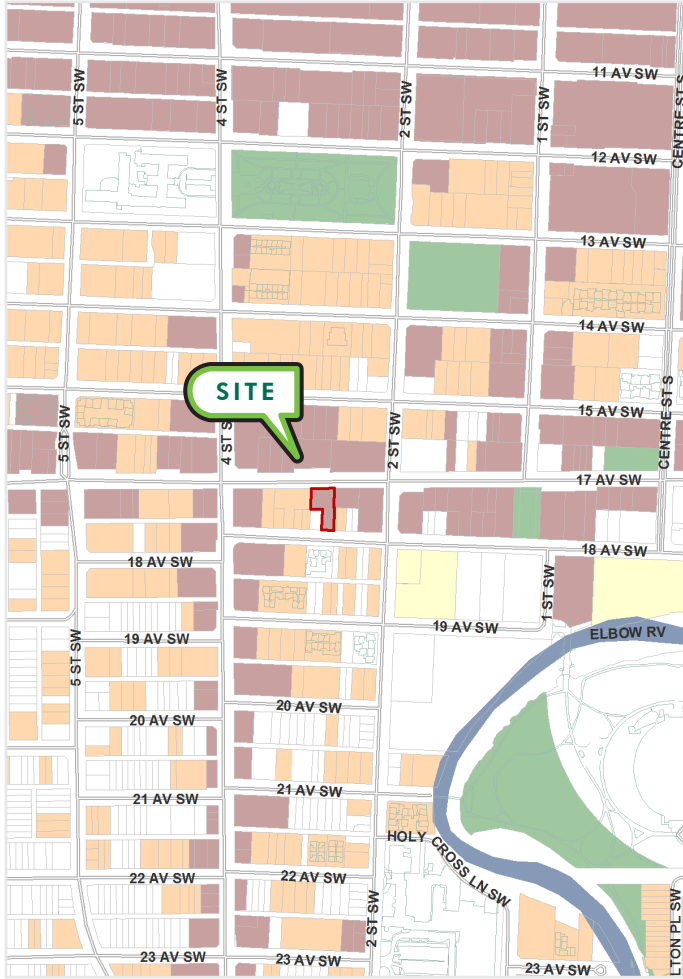 11 AV SW
5 ST SW
4 ST SW
2 ST SW
1 ST SW
CENTRE ST S
12 AV SW
13 AV SW
14 AV SW
SITE
15 AV SW
5 ST SW
4 ST SW
2 ST SW
CENTRE ST S
17 AV SW
18 AV SW
18 AV SW
1 ST SW
19 AV SW
ELBOW RV
19 AV SW
5 ST SW
20 AV SW
20 AV SW
21 AV SW
21 AV SW
HOLY CROSS LN SW
22 AV SW
22 AV SW
2 ST SW
LTON PL SW
23 AV SW
23 AV SW
23 AV SW